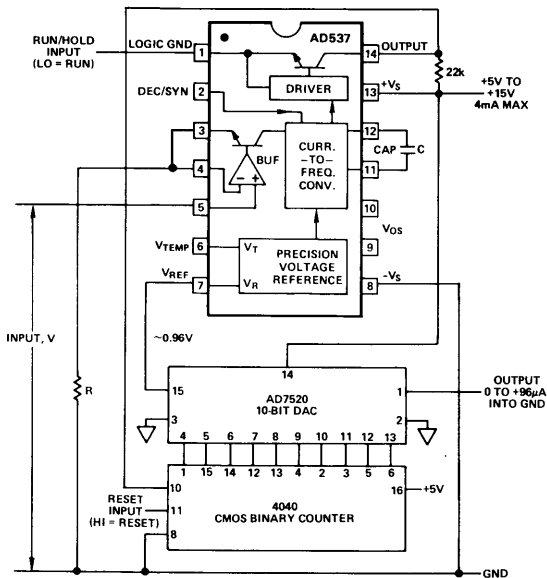 AD537
RUN/HOLD
INPUT
(LO = RUN)
LOGIC GND
1
14
OUTPUT
22k
DRIVER
13
+VS
+5V TO
+15V
4mA MAX
DEC/SYN
2
3
BUF
CURR.
-TO-
FREQ.
CONV.
12
CAP
C
11
4
- +
5
10
VOS
VTEMP
6
VT
PRECISION
VOLTAGE
REFERENCE
9
VREF
7
VR
8
-VS
INPUT, V
~0.96V
R
14
15
AD7520
10-BIT DAC
1
OUTPUT
0 TO +96μA
INTO GND
3
2
4 5 6 7 8 9 10 11 12 13
1 15 14 12 13 4 2 3 5 6
10
RESET
INPUT
(HI = RESET)
11
4040
CMOS BINARY COUNTER
16
+5V
8
GND